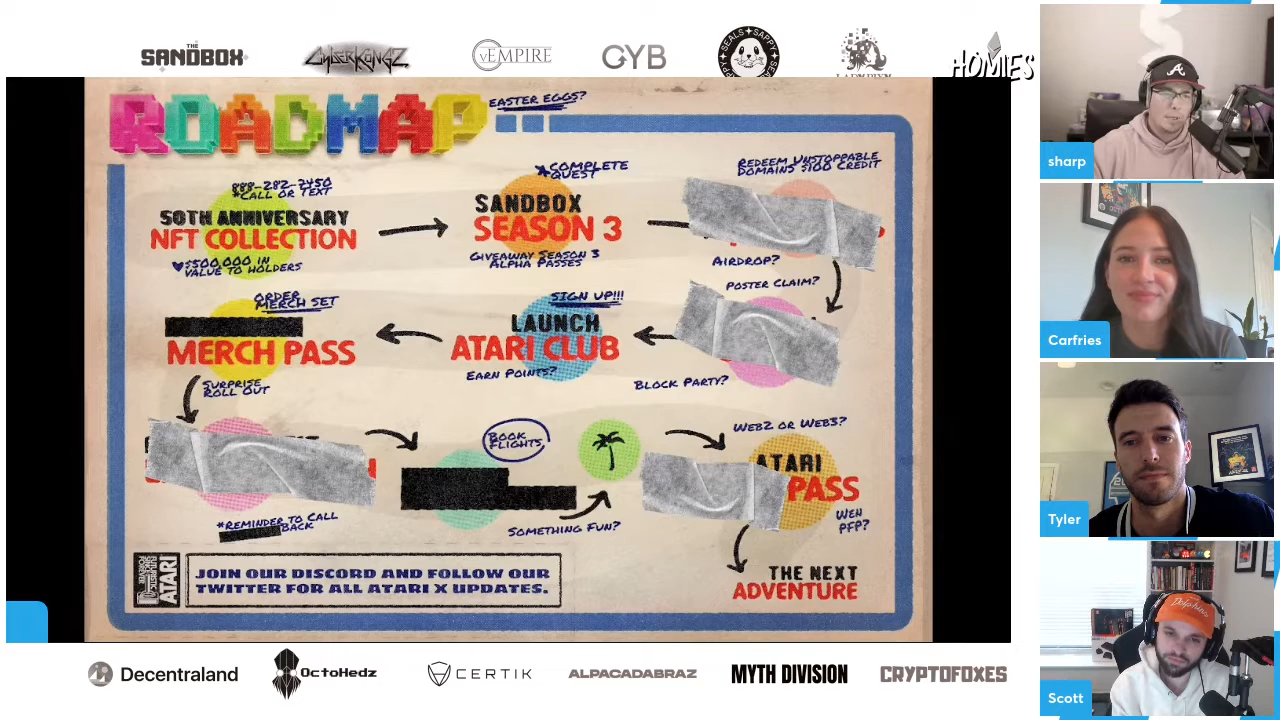 THE
SANDBOX
CYBERKONGZ
VEMPIRE
CYB
SEALS SAPPY
HOMIES
ROADMAP
EASTER EGGS?
888-282-7450
*CALL OR TEXT
50TH ANNIVERSARY
NFT COLLECTION
$500,000 IN
VALUE TO HOLDERS
*COMPLETE
QUEST
SANDBOX
SEASON 3
GIVEAWAY SEASON 3
ALPHA PASSES
REDEEM UNSTOPPABLE
DOMAINS $100 CREDIT
AIRDROP?
POSTER CLAIM?
BLOCK PARTY?
SIGN UP!!!
LAUNCH
ATARI CLUB
EARN POINTS?
ORDER
MERCH SET
MERCH PASS
SURPRISE
ROLL OUT
*REMINDER TO CALL
BACK
BOOK
FLIGHTS
SOMETHING FUN?
WEB2 OR WEB3?
ATARI
PASS
WEN
PFP?
THE NEXT
ADVENTURE
ATARI
JOIN OUR DISCORD AND FOLLOW OUR
TWITTER FOR ALL ATARI X UPDATES.
Decentraland
OctoHedz
CERTIK
ALPACADABRAZ
MYTH DIVISION
CRYPTOFOXES
sharp
Carfries
Tyler
Dolphins
Scott